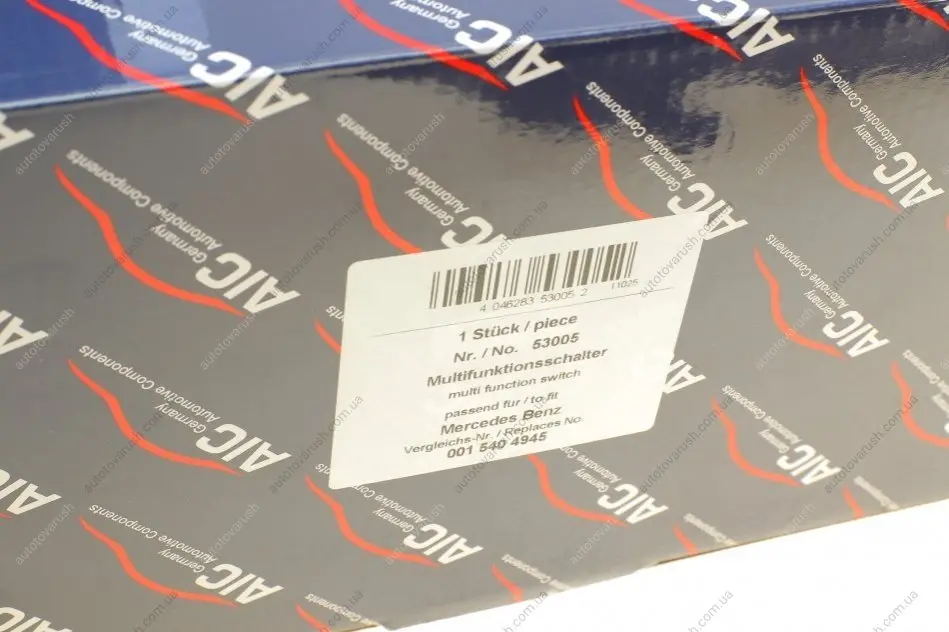 AIC
Germany
Automotive Components
4 046283 53005 2
11025
1 Stück / piece
Nr. / No. 53005
Multifunktionsschalter
multi function switch
passend für / to fit
Mercedes Benz
Vergleichs-Nr. / Replaces No.
001 540 4945
autotovarush.com.ua